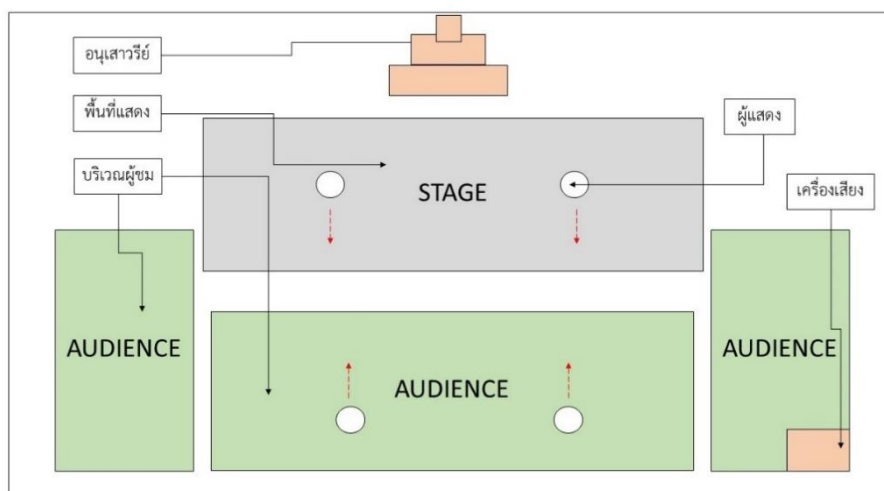 อนุเสาวรีย์
พื้นที่แสดง
ผู้แสดง
บริเวณผู้ชม
เครื่องเสียง
STAGE
AUDIENCE
AUDIENCE
AUDIENCE